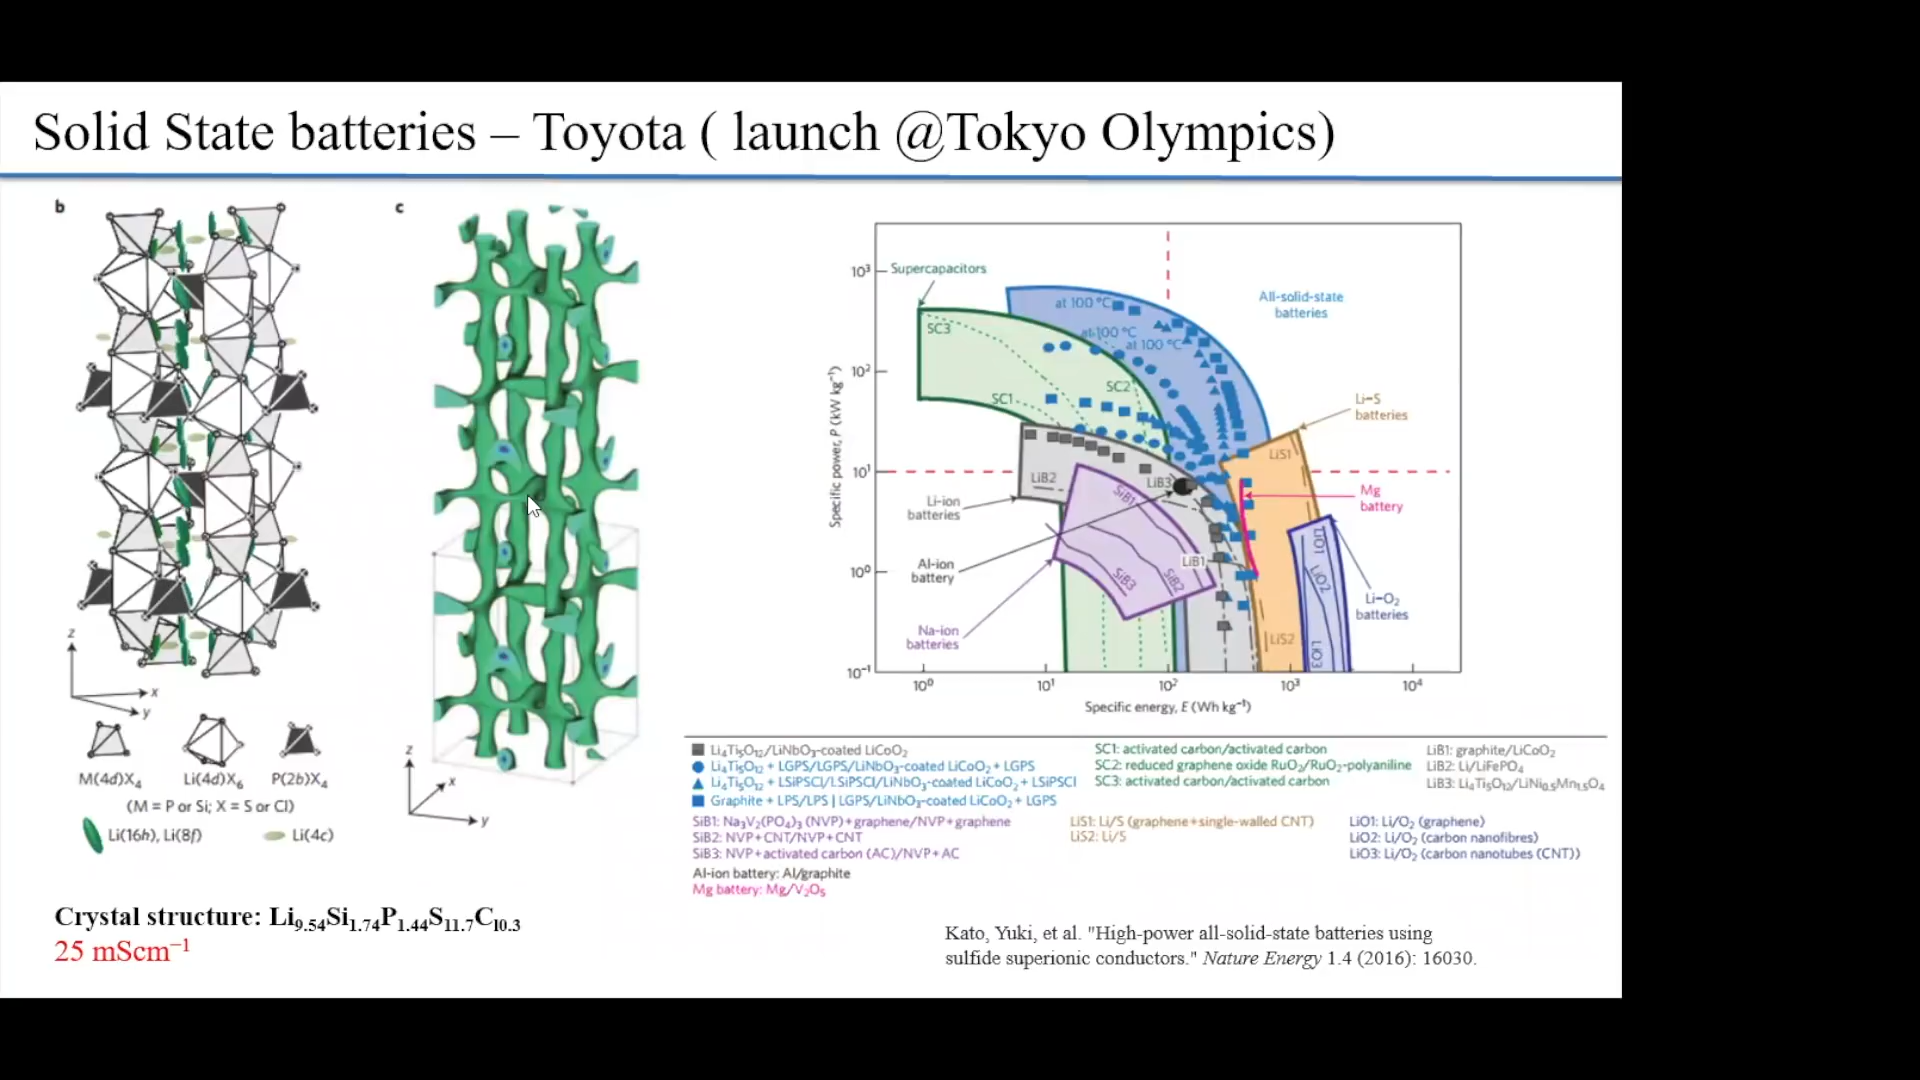 Solid State batteries – Toyota ( launch @Tokyo Olympics)
b
c
z
x
y
M(4d)X₄
Li(4d)X₆
P(2b)X₄
(M = P or Si; X = S or Cl)
Li(16h), Li(8f)
Li(4c)
z
x
y
Crystal structure: Li₉.₅₄Si₁.₇₄P₁.₄₄S₁₁.₇Cl₀.₃
25 mScm⁻¹
Specific power, P (kW kg⁻¹)
10³
10²
10¹
10⁰
10⁻¹
10⁰
10¹
10²
10³
10⁴
Specific energy, E (Wh kg⁻¹)
Supercapacitors
at 100 °C
at 100 °C
at 100 °C
All-solid-state
batteries
SC3
SC2
SC1
Li–S
batteries
LiS1
LiB2
LiB3
SiB1
Li-ion
batteries
Mg
battery
LiO1
Al-ion
battery
LiB1
SiB3
SiB2
LiO2
Li–O₂
batteries
Na-ion
batteries
LiS2
LiO3
Li₄Ti₅O₁₂/LiNbO₃-coated LiCoO₂
Li₄Ti₅O₁₂ + LGPS/LGPS/LiNbO₃-coated LiCoO₂ + LGPS
Li₄Ti₅O₁₂ + LSiPSCl/LSiPSCl/LiNbO₃-coated LiCoO₂ + LSiPSCl
Graphite + LPS/LPS | LGPS/LiNbO₃-coated LiCoO₂ + LGPS
SC1: activated carbon/activated carbon
SC2: reduced graphene oxide RuO₂/RuO₂-polyaniline
SC3: activated carbon/activated carbon
LiB1: graphite/LiCoO₂
LiB2: Li/LiFePO₄
LiB3: Li₄Ti₅O₁₂/LiNi₀.₅Mn₁.₅O₄
SiB1: Na₃V₂(PO₄)₃ (NVP)+graphene/NVP+graphene
SiB2: NVP+CNT/NVP+CNT
SiB3: NVP+activated carbon (AC)/NVP+AC
LiS1: Li/S (graphene+single-walled CNT)
LiS2: Li/S
LiO1: Li/O₂ (graphene)
LiO2: Li/O₂ (carbon nanofibres)
LiO3: Li/O₂ (carbon nanotubes (CNT))
Al-ion battery: Al/graphite
Mg battery: Mg/V₂O₅
Kato, Yuki, et al. "High-power all-solid-state batteries using
sulfide superionic conductors." Nature Energy 1.4 (2016): 16030.